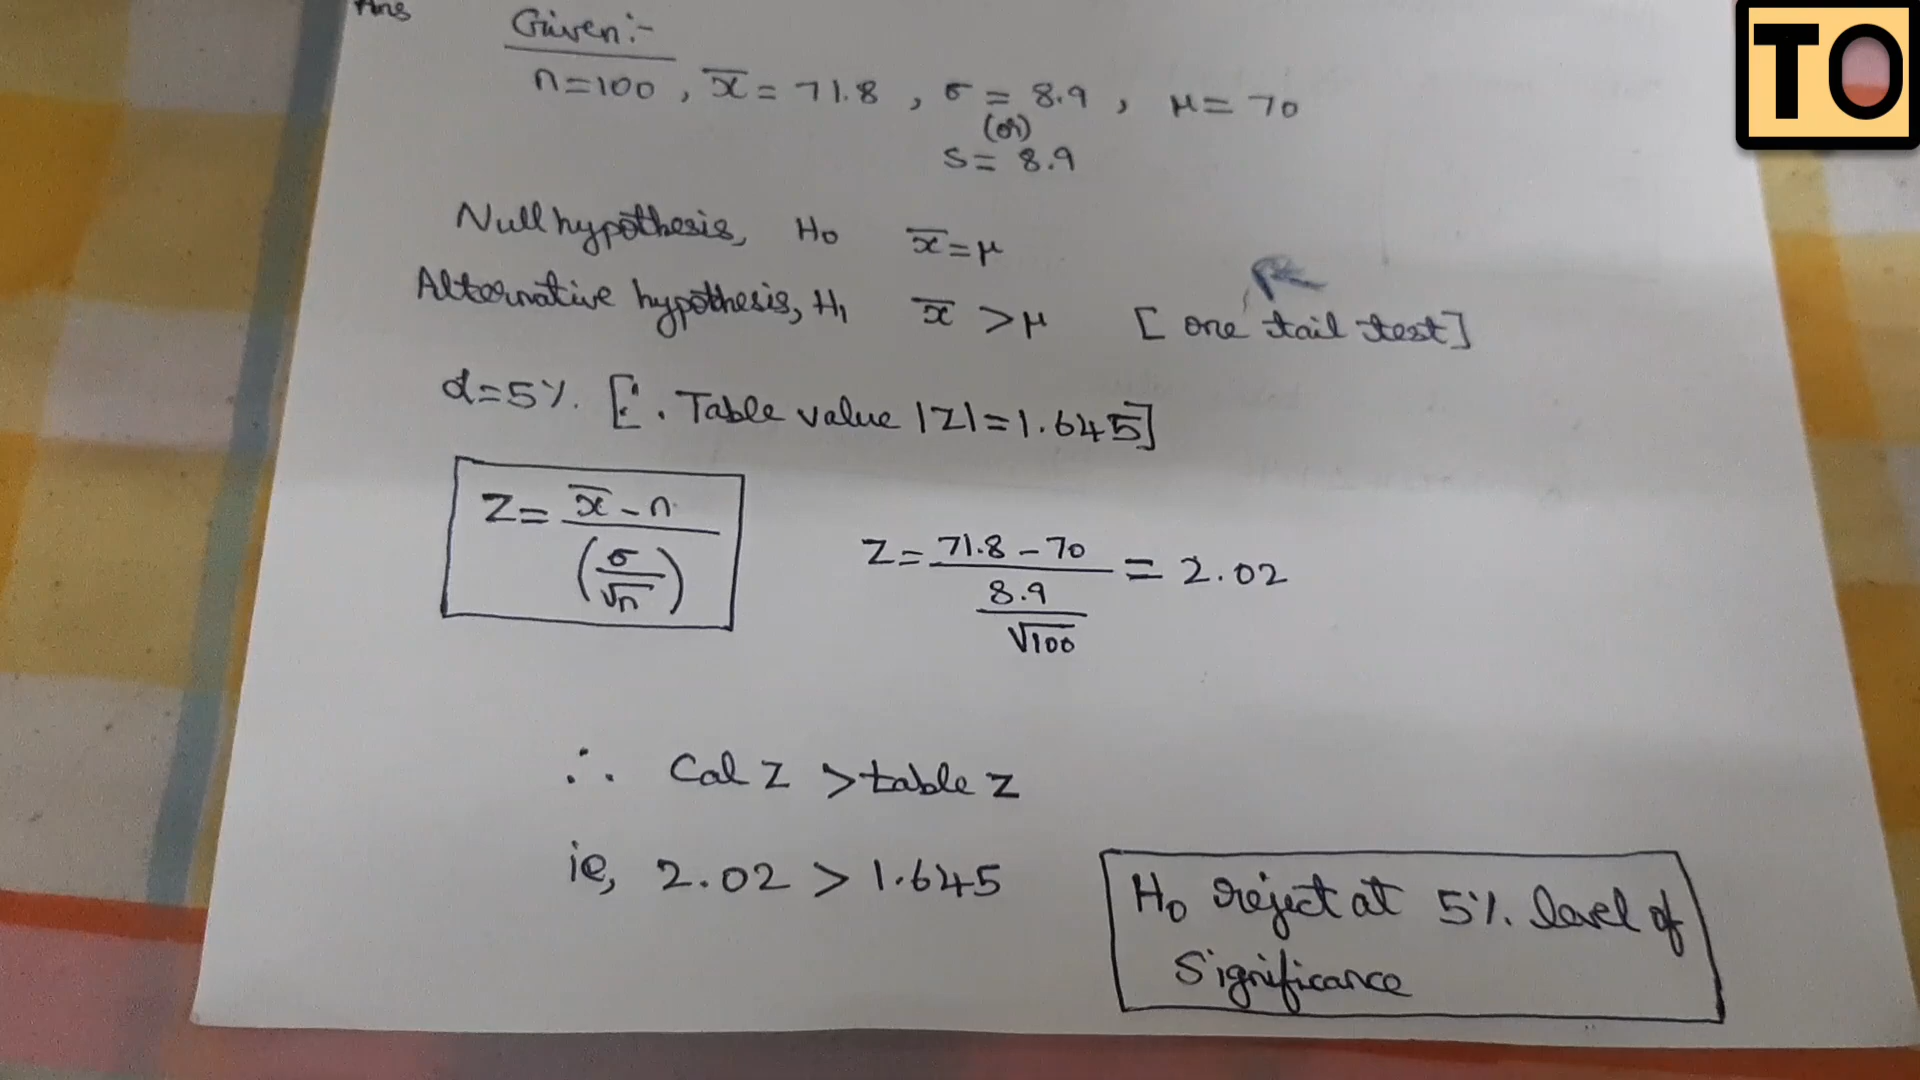 Ans
Given:-
n=100, x̄ = 71.8, σ = 8.9, μ = 70
(or)
s = 8.9
Null hypothesis, H₀ x̄ = μ
Alternative hypothesis, H₁ x̄ > μ [one tail test]
α=5%. [∴ Table value |Z|=1.645]
Z = x̄ - n / (σ/√n)
Z = 71.8 - 70 / 8.9/√100 = 2.02
∴ Cal Z > table Z
ie, 2.02 > 1.645
H₀ reject at 5% level of
Significance
TO